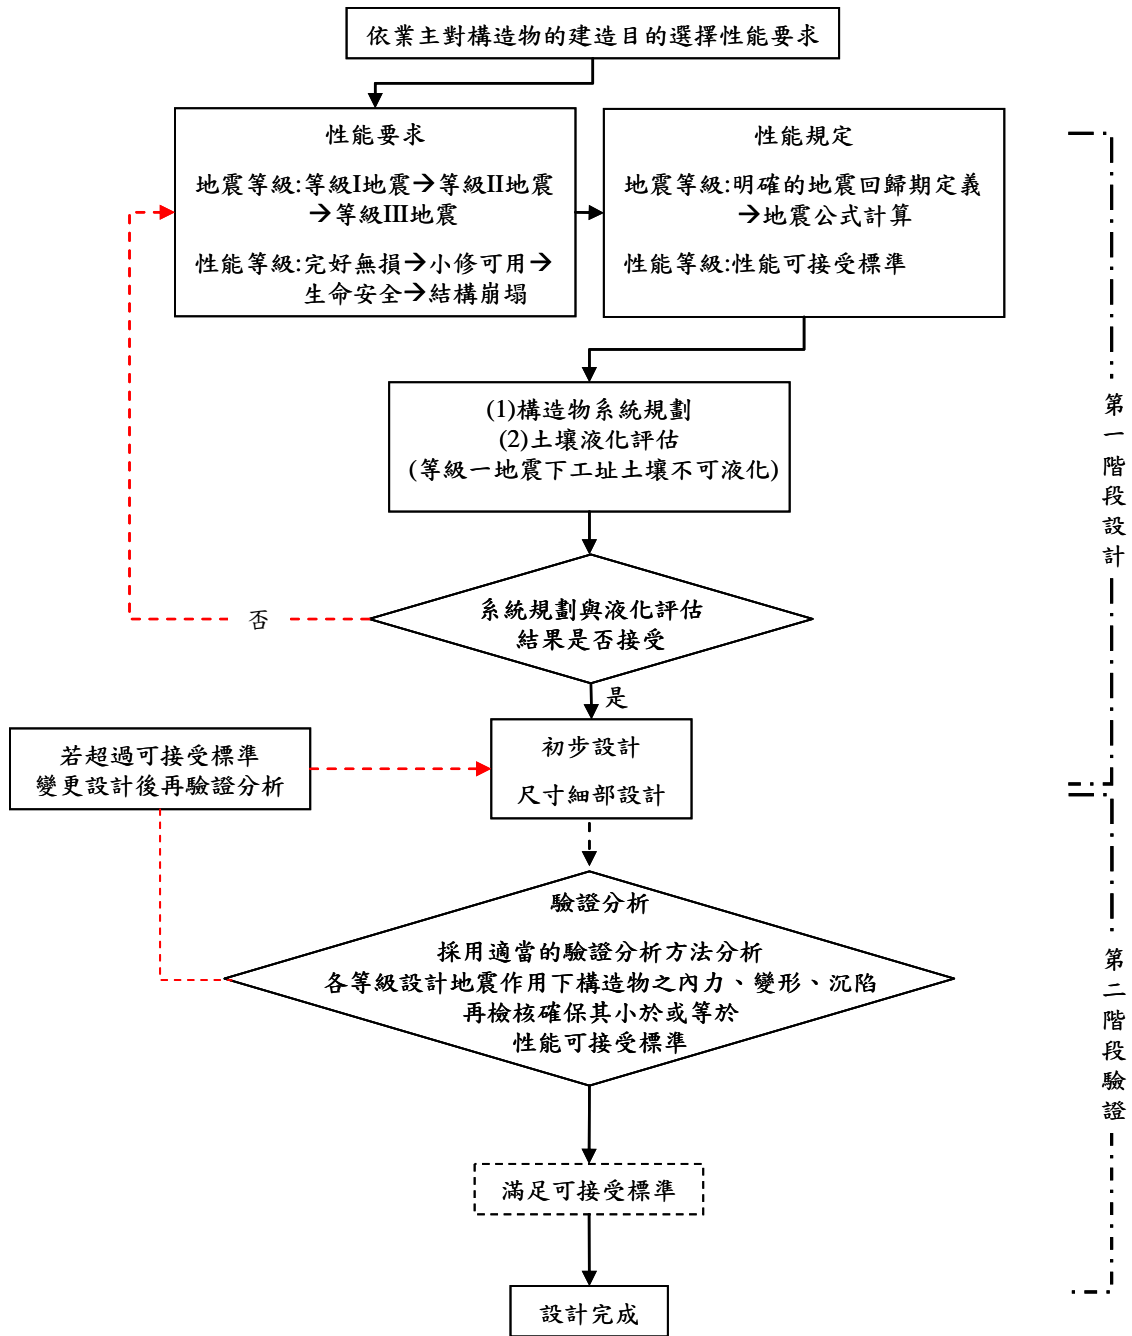 依業主對構造物的建造目的選擇性能要求
性能要求
地震等級:等級I地震→等級II地震
→等級III地震
性能等級:完好無損→小修可用→
生命安全→結構崩塌
性能規定
地震等級:明確的地震回歸期定義
→地震公式計算
性能等級:性能可接受標準
(1)構造物系統規劃
(2)土壤液化評估
(等級一地震下工址土壤不可液化)
系統規劃與液化評估
結果是否接受
否
是
初步設計
尺寸細部設計
若超過可接受標準
變更設計後再驗證分析
驗證分析
採用適當的驗證分析方法分析
各等級設計地震作用下構造物之內力、變形、沉陷
再檢核確保其小於或等於
性能可接受標準
滿足可接受標準
設計完成
第一階段設計
第二階段驗證